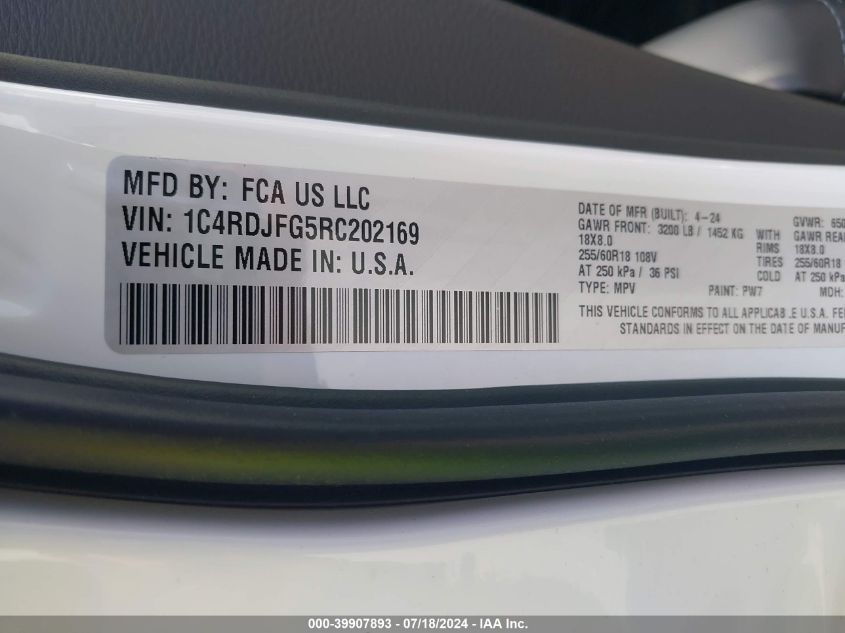 MFD BY: FCA US LLC
VIN: 1C4RDJFG5RC202169
VEHICLE MADE IN: U.S.A.
DATE OF MFR (BUILT): 4-24
GAWR FRONT: 3200 LB / 1452 KG WITH
18X8.0 RIMS
255/60R18 108V TIRES
AT 250 kPa / 36 PSI COLD
TYPE: MPV PAINT: PW7
GVWR: 650
GAWR REAR
18X8.0
255/60R18
AT 250 kPa
MDH:
THIS VEHICLE CONFORMS TO ALL APPLICAB.E U.S.A. FE
STANDARDS IN EFFECT ON THE DATE OF MANUF
000-39907893 - 07/18/2024 - IAA Inc.